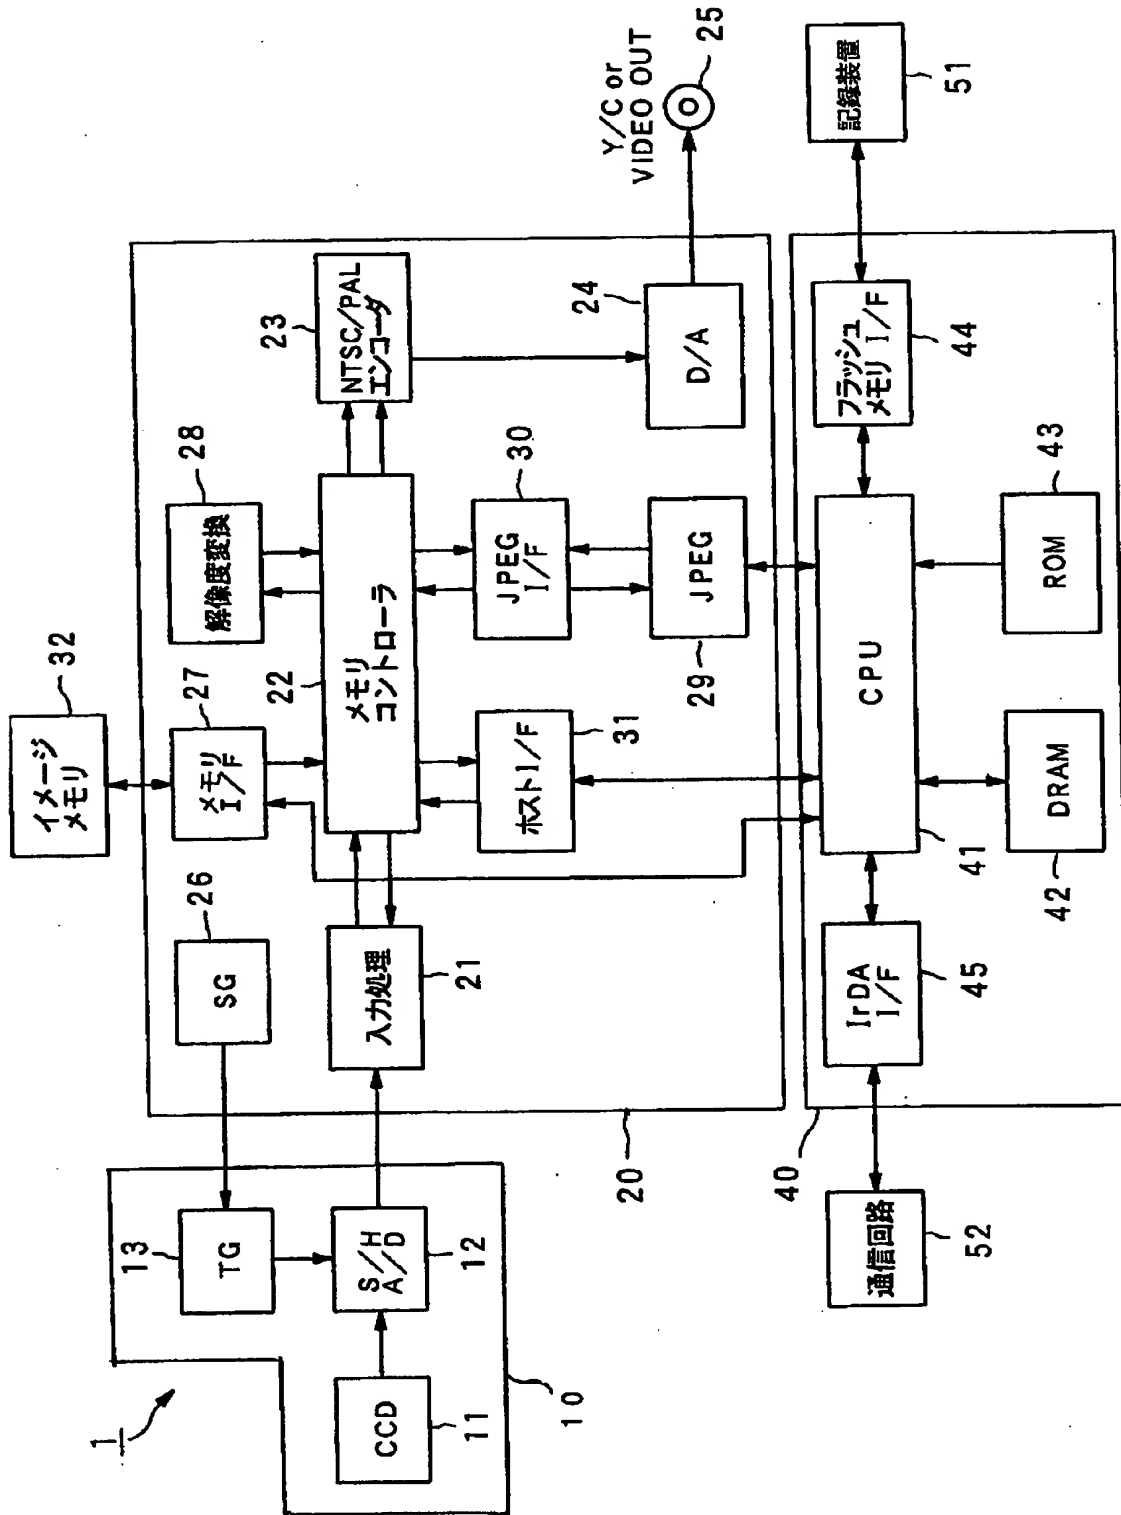 1
10
CCD
11
S/H
A/D
12
TG
13
20
SG
26
入力処理
21
メモリ
コントローラ
22
イメージ
メモリ
32
メモリ
I/F
27
解像度変換
28
NTSC/PAL
エンコーダ
23
D/A
24
Y/C or
VIDEO OUT
25
ホストI/F
31
JPEG
I/F
30
JPEG
29
40
CPU
41
DRAM
42
ROM
43
フラッシュ
メモリ I/F
44
IrDA
I/F
45
記録装置
51
通信回路
52